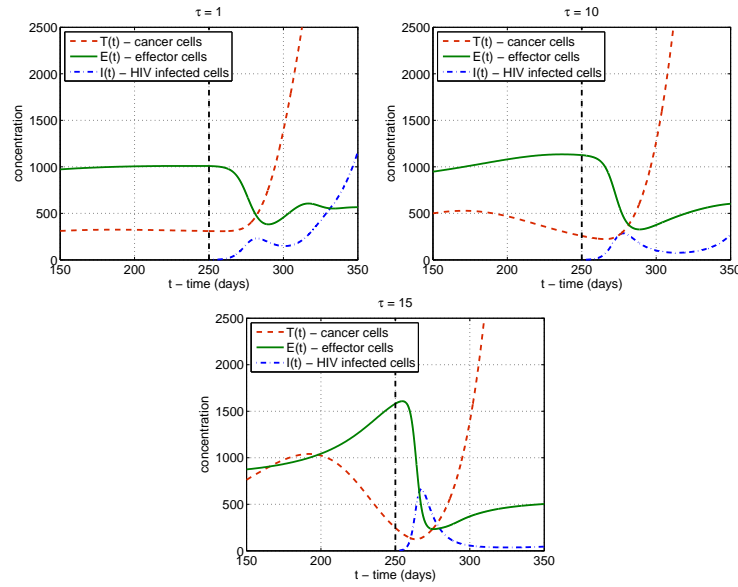 τ = 1
T(t) − cancer cells
E(t) − effector cells
I(t) − HIV infected cells
2500
2000
1500
1000
500
0
concentration
150 200 250 300 350
t − time (days)
τ = 10
T(t) − cancer cells
E(t) − effector cells
I(t) − HIV infected cells
2500
2000
1500
1000
500
0
concentration
150 200 250 300 350
t − time (days)
τ = 15
T(t) − cancer cells
E(t) − effector cells
I(t) − HIV infected cells
2500
2000
1500
1000
500
0
concentration
150 200 250 300 350
t − time (days)